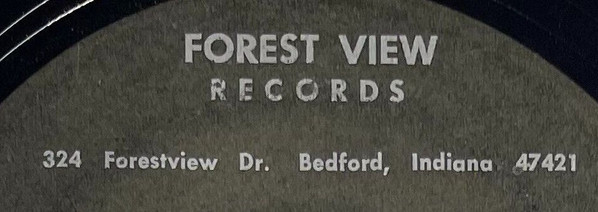 FOREST VIEW
RECORDS
324 Forestview Dr. Bedford, Indiana 47421